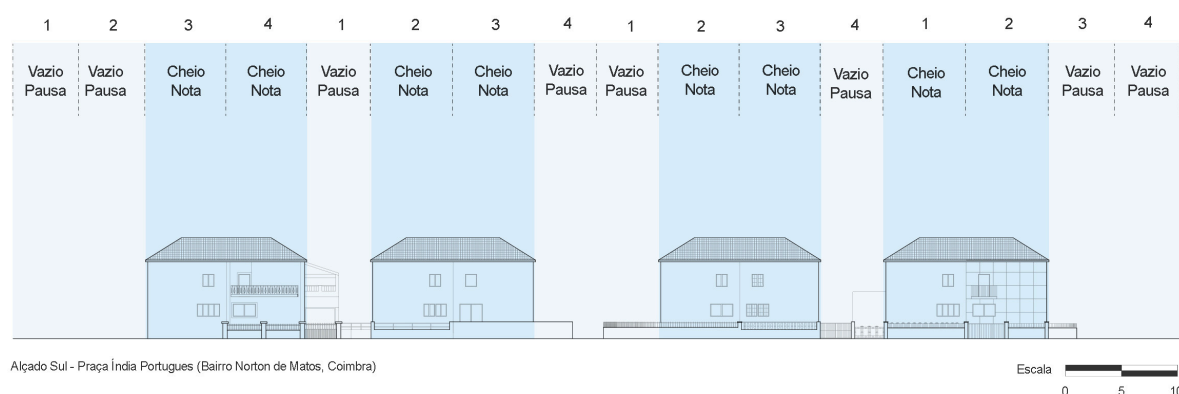 1 2 3 4 1 2 3 4 1 2 3 4 1 2 3 4
Vazio Vazio Cheio Cheio Vazio Cheio Cheio Vazio Vazio Cheio Cheio Vazio Cheio Cheio Vazio Vazio
Pausa Pausa Nota Nota Pausa Nota Nota Pausa Pausa Nota Nota Pausa Nota Nota Pausa Pausa
Alçado Sul - Praça Índia Portugues (Bairro Norton de Matos, Coimbra)
Escala
0 5 10